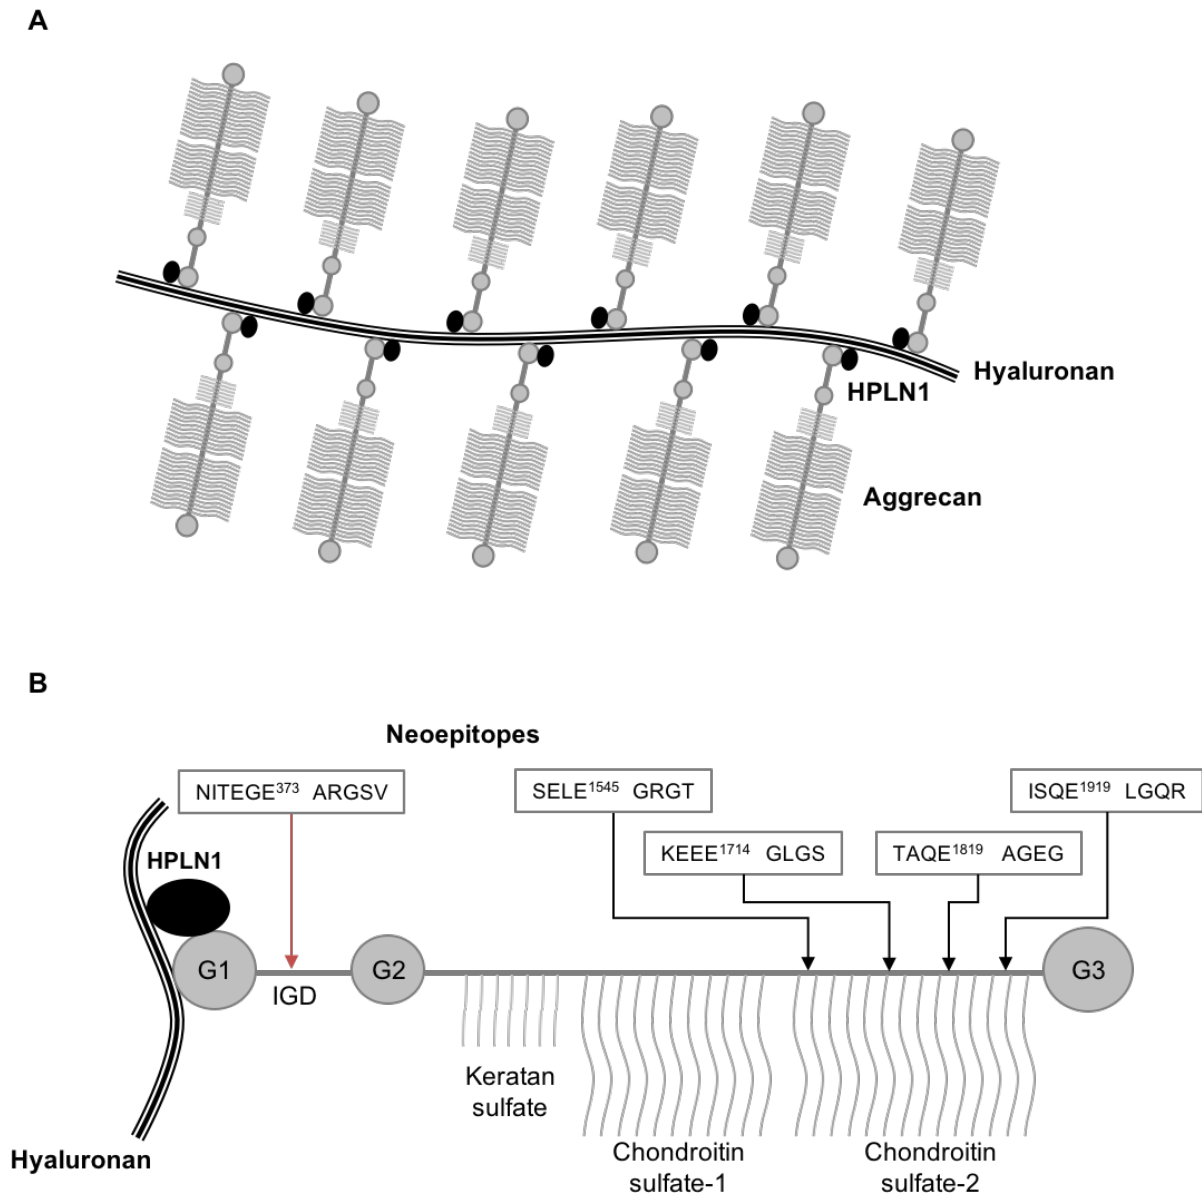 A
Hyaluronan
HPLN1
Aggrecan
B
Neoepitopes
NITEGE³⁷³ ARGSV
SELE¹⁵⁴⁵ GRGT
ISQE¹⁹¹⁹ LGQR
KEEE¹⁷¹⁴ GLGS
TAQE¹⁸¹⁹ AGEG
HPLN1
G1
G2
G3
IGD
Keratan
sulfate
Chondroitin
sulfate-1
Chondroitin
sulfate-2
Hyaluronan